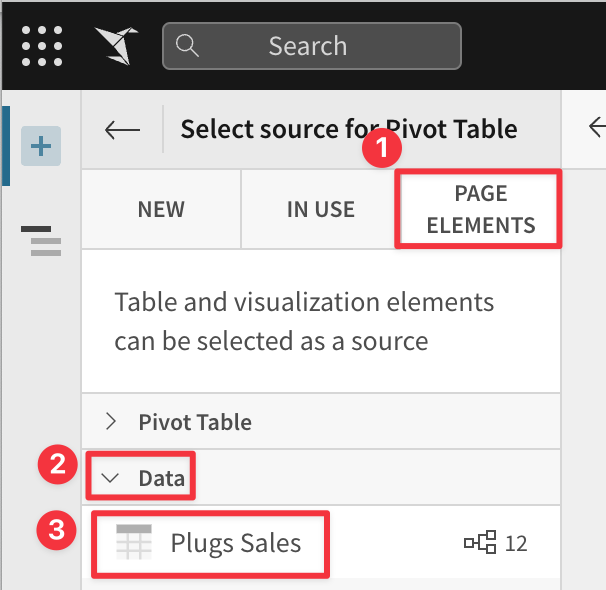 Search
Select source for Pivot Table
1
NEW
IN USE
PAGE
ELEMENTS
Table and visualization elements
can be selected as a source
Pivot Table
2
Data
3
Plugs Sales
12